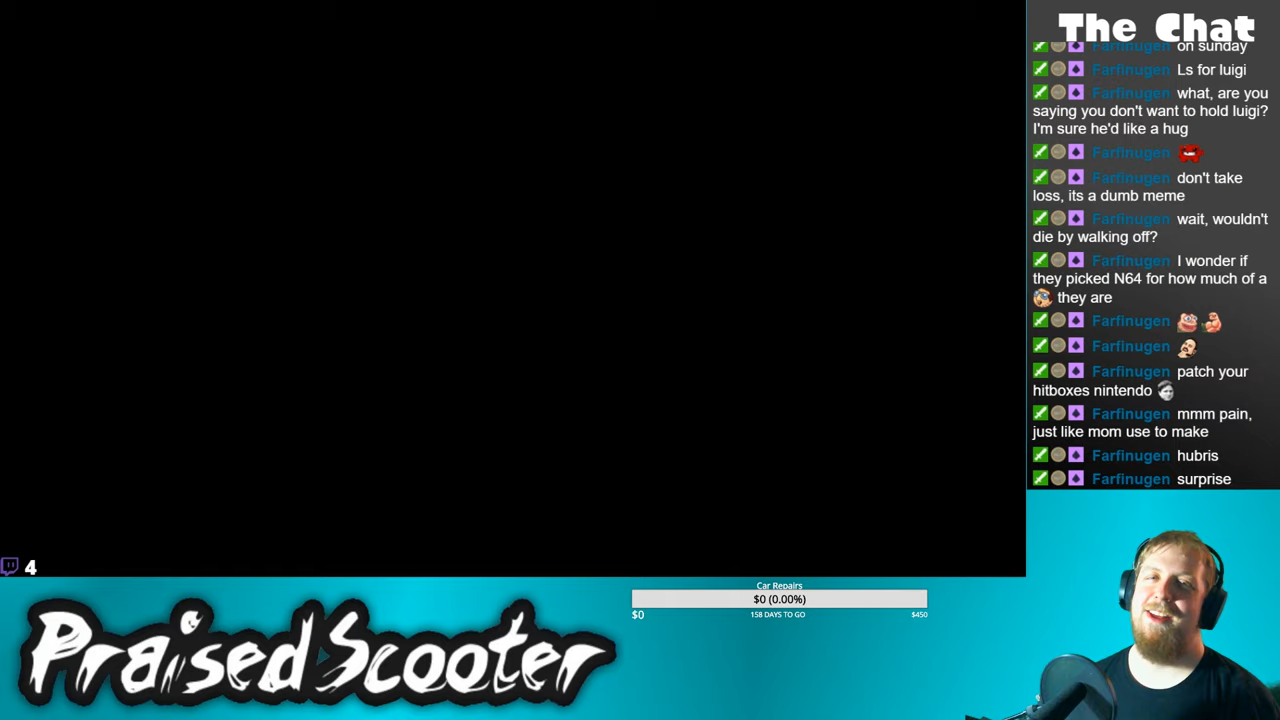 The Chat
Farfinugen on sunday
Farfinugen Ls for luigi
Farfinugen what, are you
saying you don't want to hold luigi?
I'm sure he'd like a hug
Farfinugen
Farfinugen don't take
loss, its a dumb meme
Farfinugen wait, wouldn't
die by walking off?
Farfinugen I wonder if
they picked N64 for how much of a
they are
Farfinugen
Farfinugen
Farfinugen patch your
hitboxes nintendo
Farfinugen mmm pain,
just like mom use to make
Farfinugen hubris
Farfinugen surprise
4
Car Repairs
$0 (0.00%)
$0 158 DAYS TO GO $450
PraisedScooter